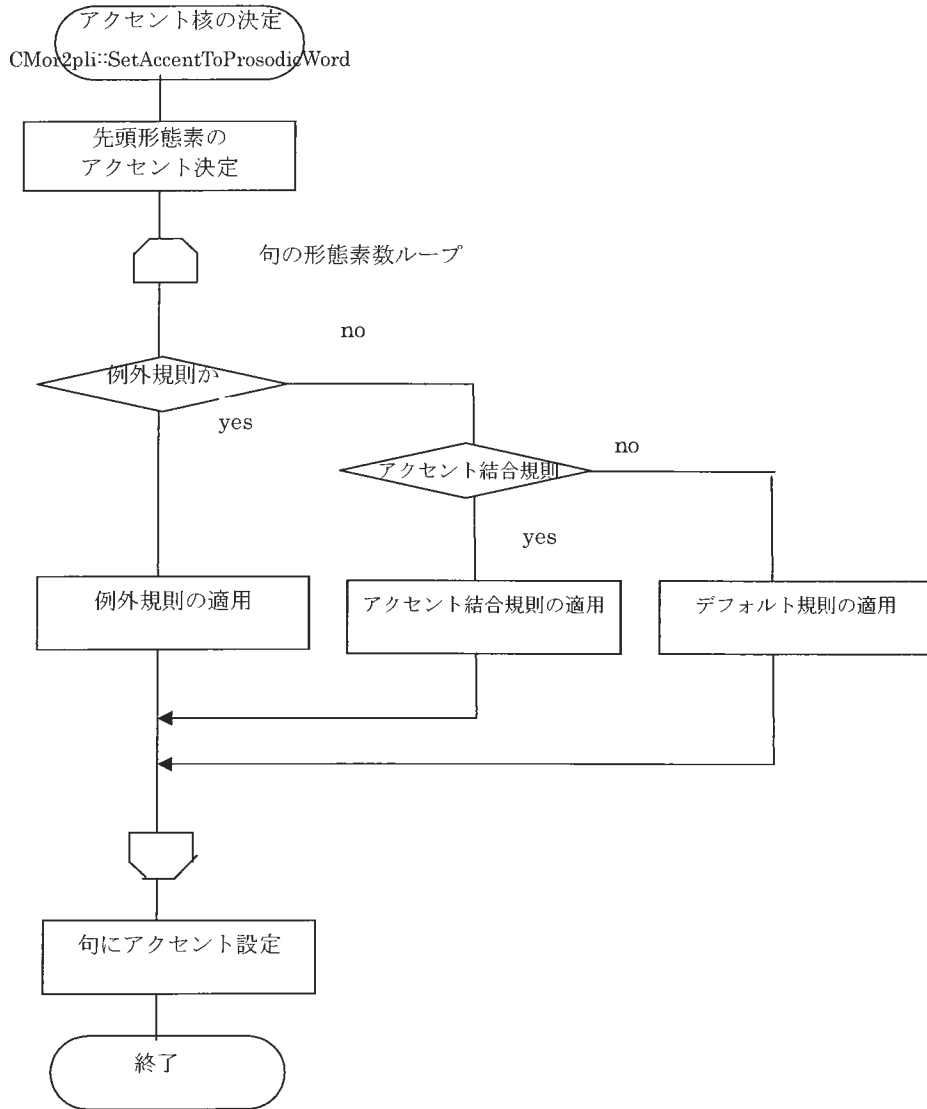 アクセント核の決定
CMor2pli::SetAccentToProsodicWord
先頭形態素の
アクセント決定
句の形態素数ループ
no
例外規則か
yes
no
アクセント結合規則
yes
例外規則の適用
アクセント結合規則の適用
デフォルト規則の適用
句にアクセント設定
終了